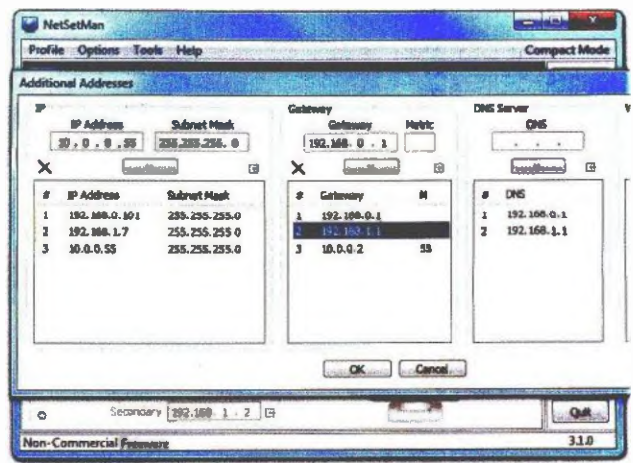 NetSetMan
Profile Options Tools Help Compact Mode
Additional Addresses
IP Gateway DNS Server
IP Address Subnet Mask Gateway Metric DNS
10 . 0 . 0 . 55 255.255.255. 0 192.168. 0 . 1 . . .
# IP Address Subnet Mask # Gateway M # DNS
1 192.168.0.101 255.255.255.0 1 192.168.0.1 1 192.168.0.1
2 192.168.1.7 255.255.255.0 2 192.168.1.1 2 192.168.1.1
3 10.0.0.55 255.255.255.0 3 10.0.0.2 53
OK Cancel
Secondary 192.168. 1 . 2 Quit
Non-Commercial Freeware 3.1.0